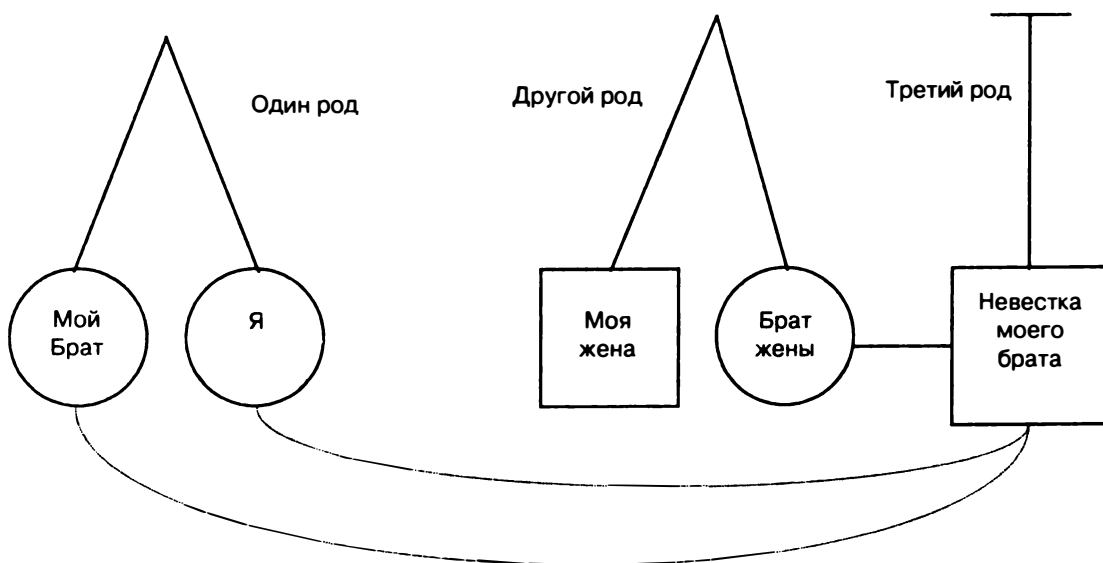 Один род
Другой род
Третий род
Мой
Брат
Я
Моя
жена
Брат
жены
Невестка
моего
брата